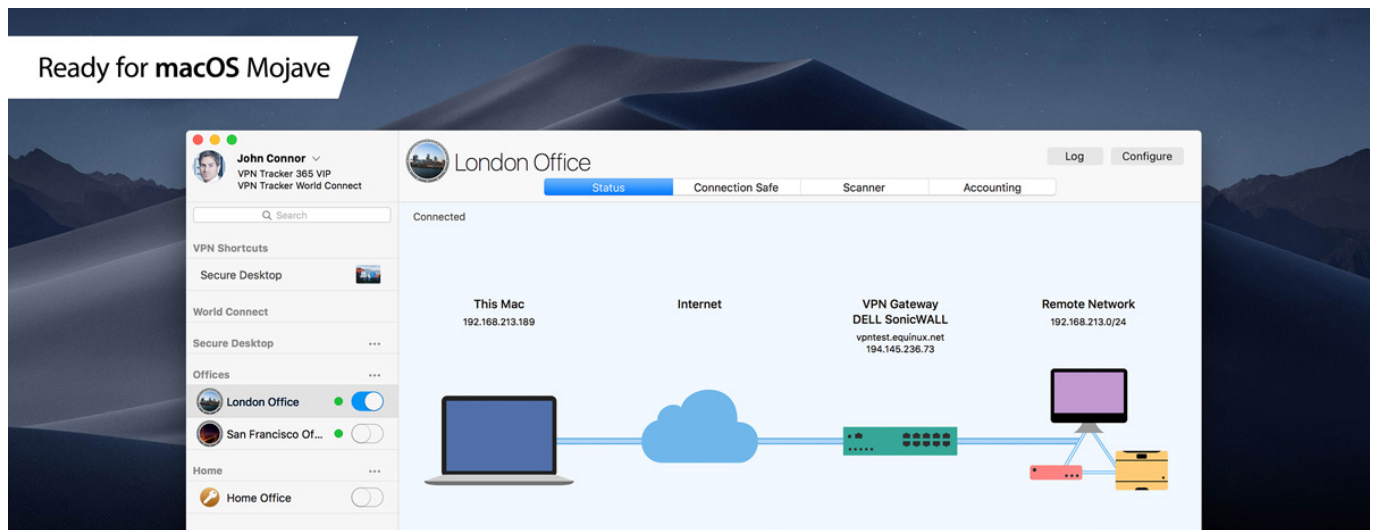 Ready for macOS Mojave
John Connor
VPN Tracker 365 VIP
VPN Tracker World Connect
Search
VPN Shortcuts
Secure Desktop
World Connect
Secure Desktop
Offices
London Office
San Francisco Of...
Home
Home Office
London Office
Log
Configure
Status
Connection Safe
Scanner
Accounting
Connected
This Mac
192.168.213.189
Internet
VPN Gateway
DELL SonicWALL
vpntest.equinux.net
194.145.236.73
Remote Network
192.168.213.0/24